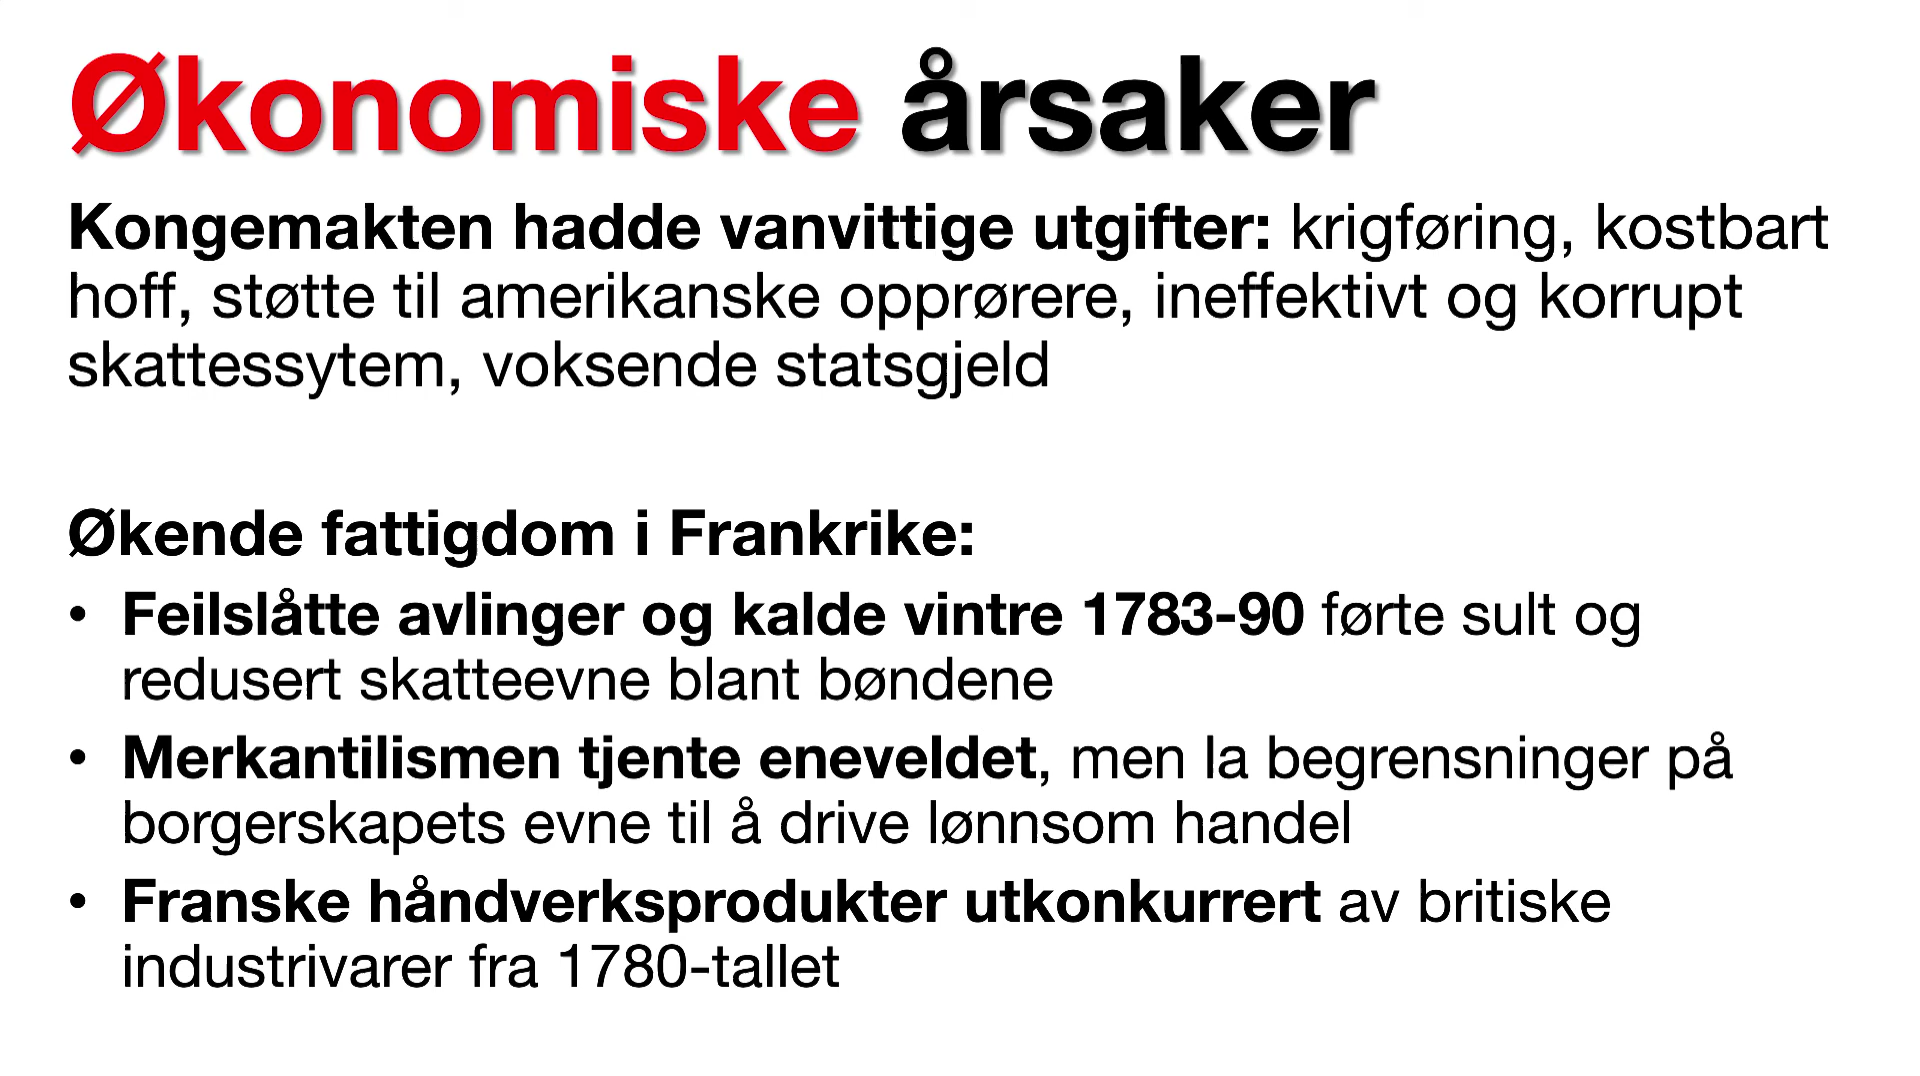 Økonomiske årsaker
Kongemakten hadde vanvittige utgifter: krigføring, kostbart
hoff, støtte til amerikanske opprørere, ineffektivt og korrupt
skattessytem, voksende statsgjeld
Økende fattigdom i Frankrike:
• Feilslåtte avlinger og kalde vintre 1783-90 førte sult og
redusert skatteevne blant bøndene
• Merkantilismen tjente eneveldet, men la begrensninger på
borgerskapets evne til å drive lønnsom handel
• Franske håndverksprodukter utkonkurrert av britiske
industrivarer fra 1780-tallet